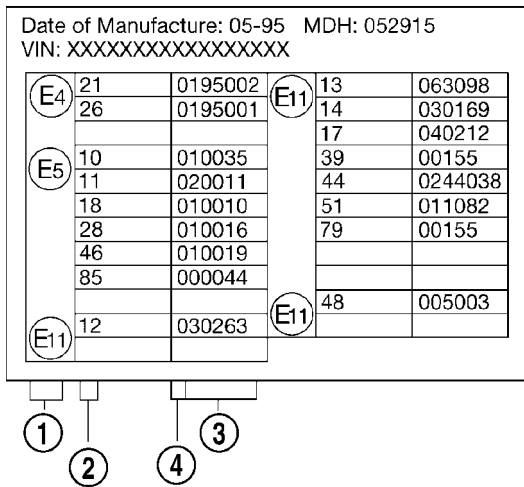 Date of Manufacture: 05-95 MDH: 052915
VIN: XXXXXXXXXXXXXXXXX
E4 21 0195002 E11 13 063098
26 0195001 14 030169
17 040212
E5 10 010035 39 00155
11 020011 44 0244038
18 010010 51 011082
28 010016 79 00155
46 010019
85 000044
E11 48 005003
E11 12 030263
1 2 4 3